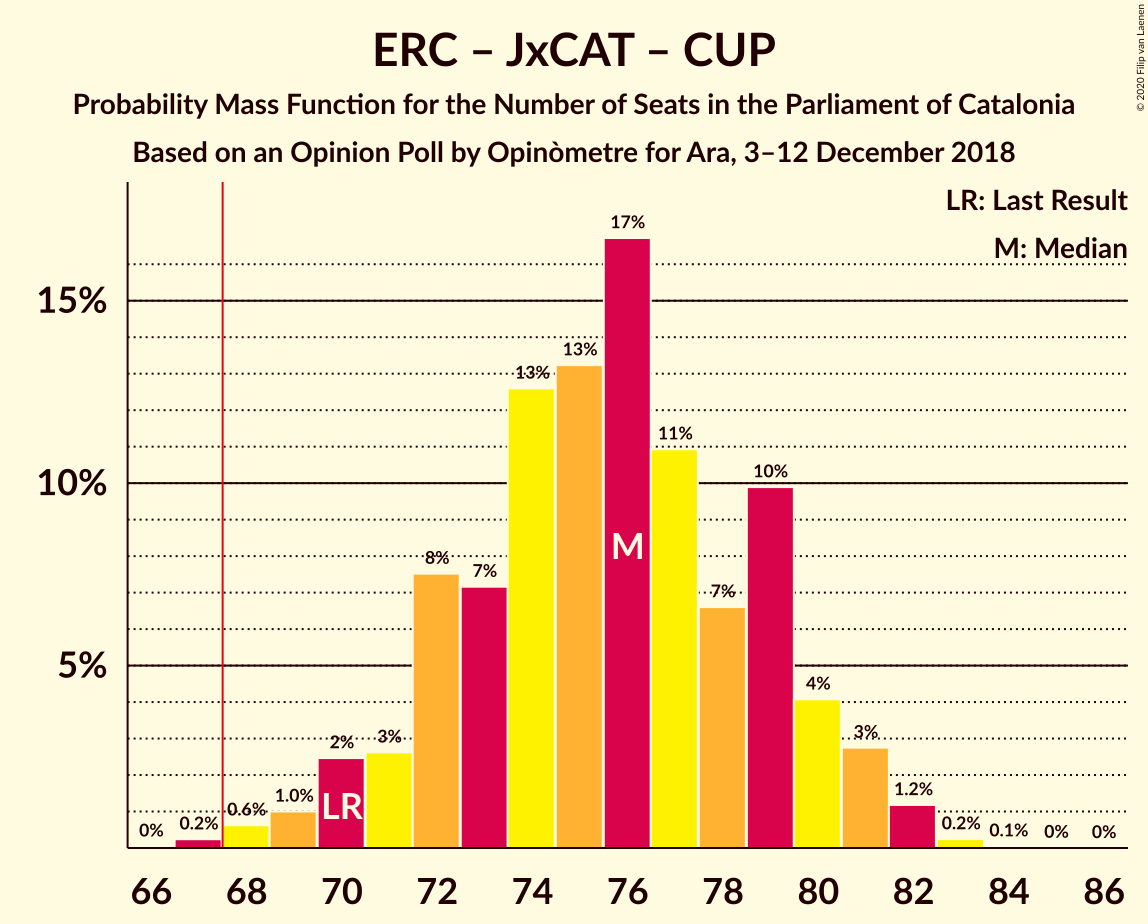 ERC – JxCAT – CUP
Probability Mass Function for the Number of Seats in the Parliament of Catalonia
Based on an Opinion Poll by Opinòmetre for Ara, 3–12 December 2018
© 2020 Filip van Laenen
LR: Last Result
M: Median
15%
10%
5%
0%
0.2%
0.6%
1.0%
2%
3%
8%
7%
13%
13%
17%
11%
7%
10%
4%
3%
1.2%
0.2%
0.1%
0%
0%
LR
M
66 68 70 72 74 76 78 80 82 84 86